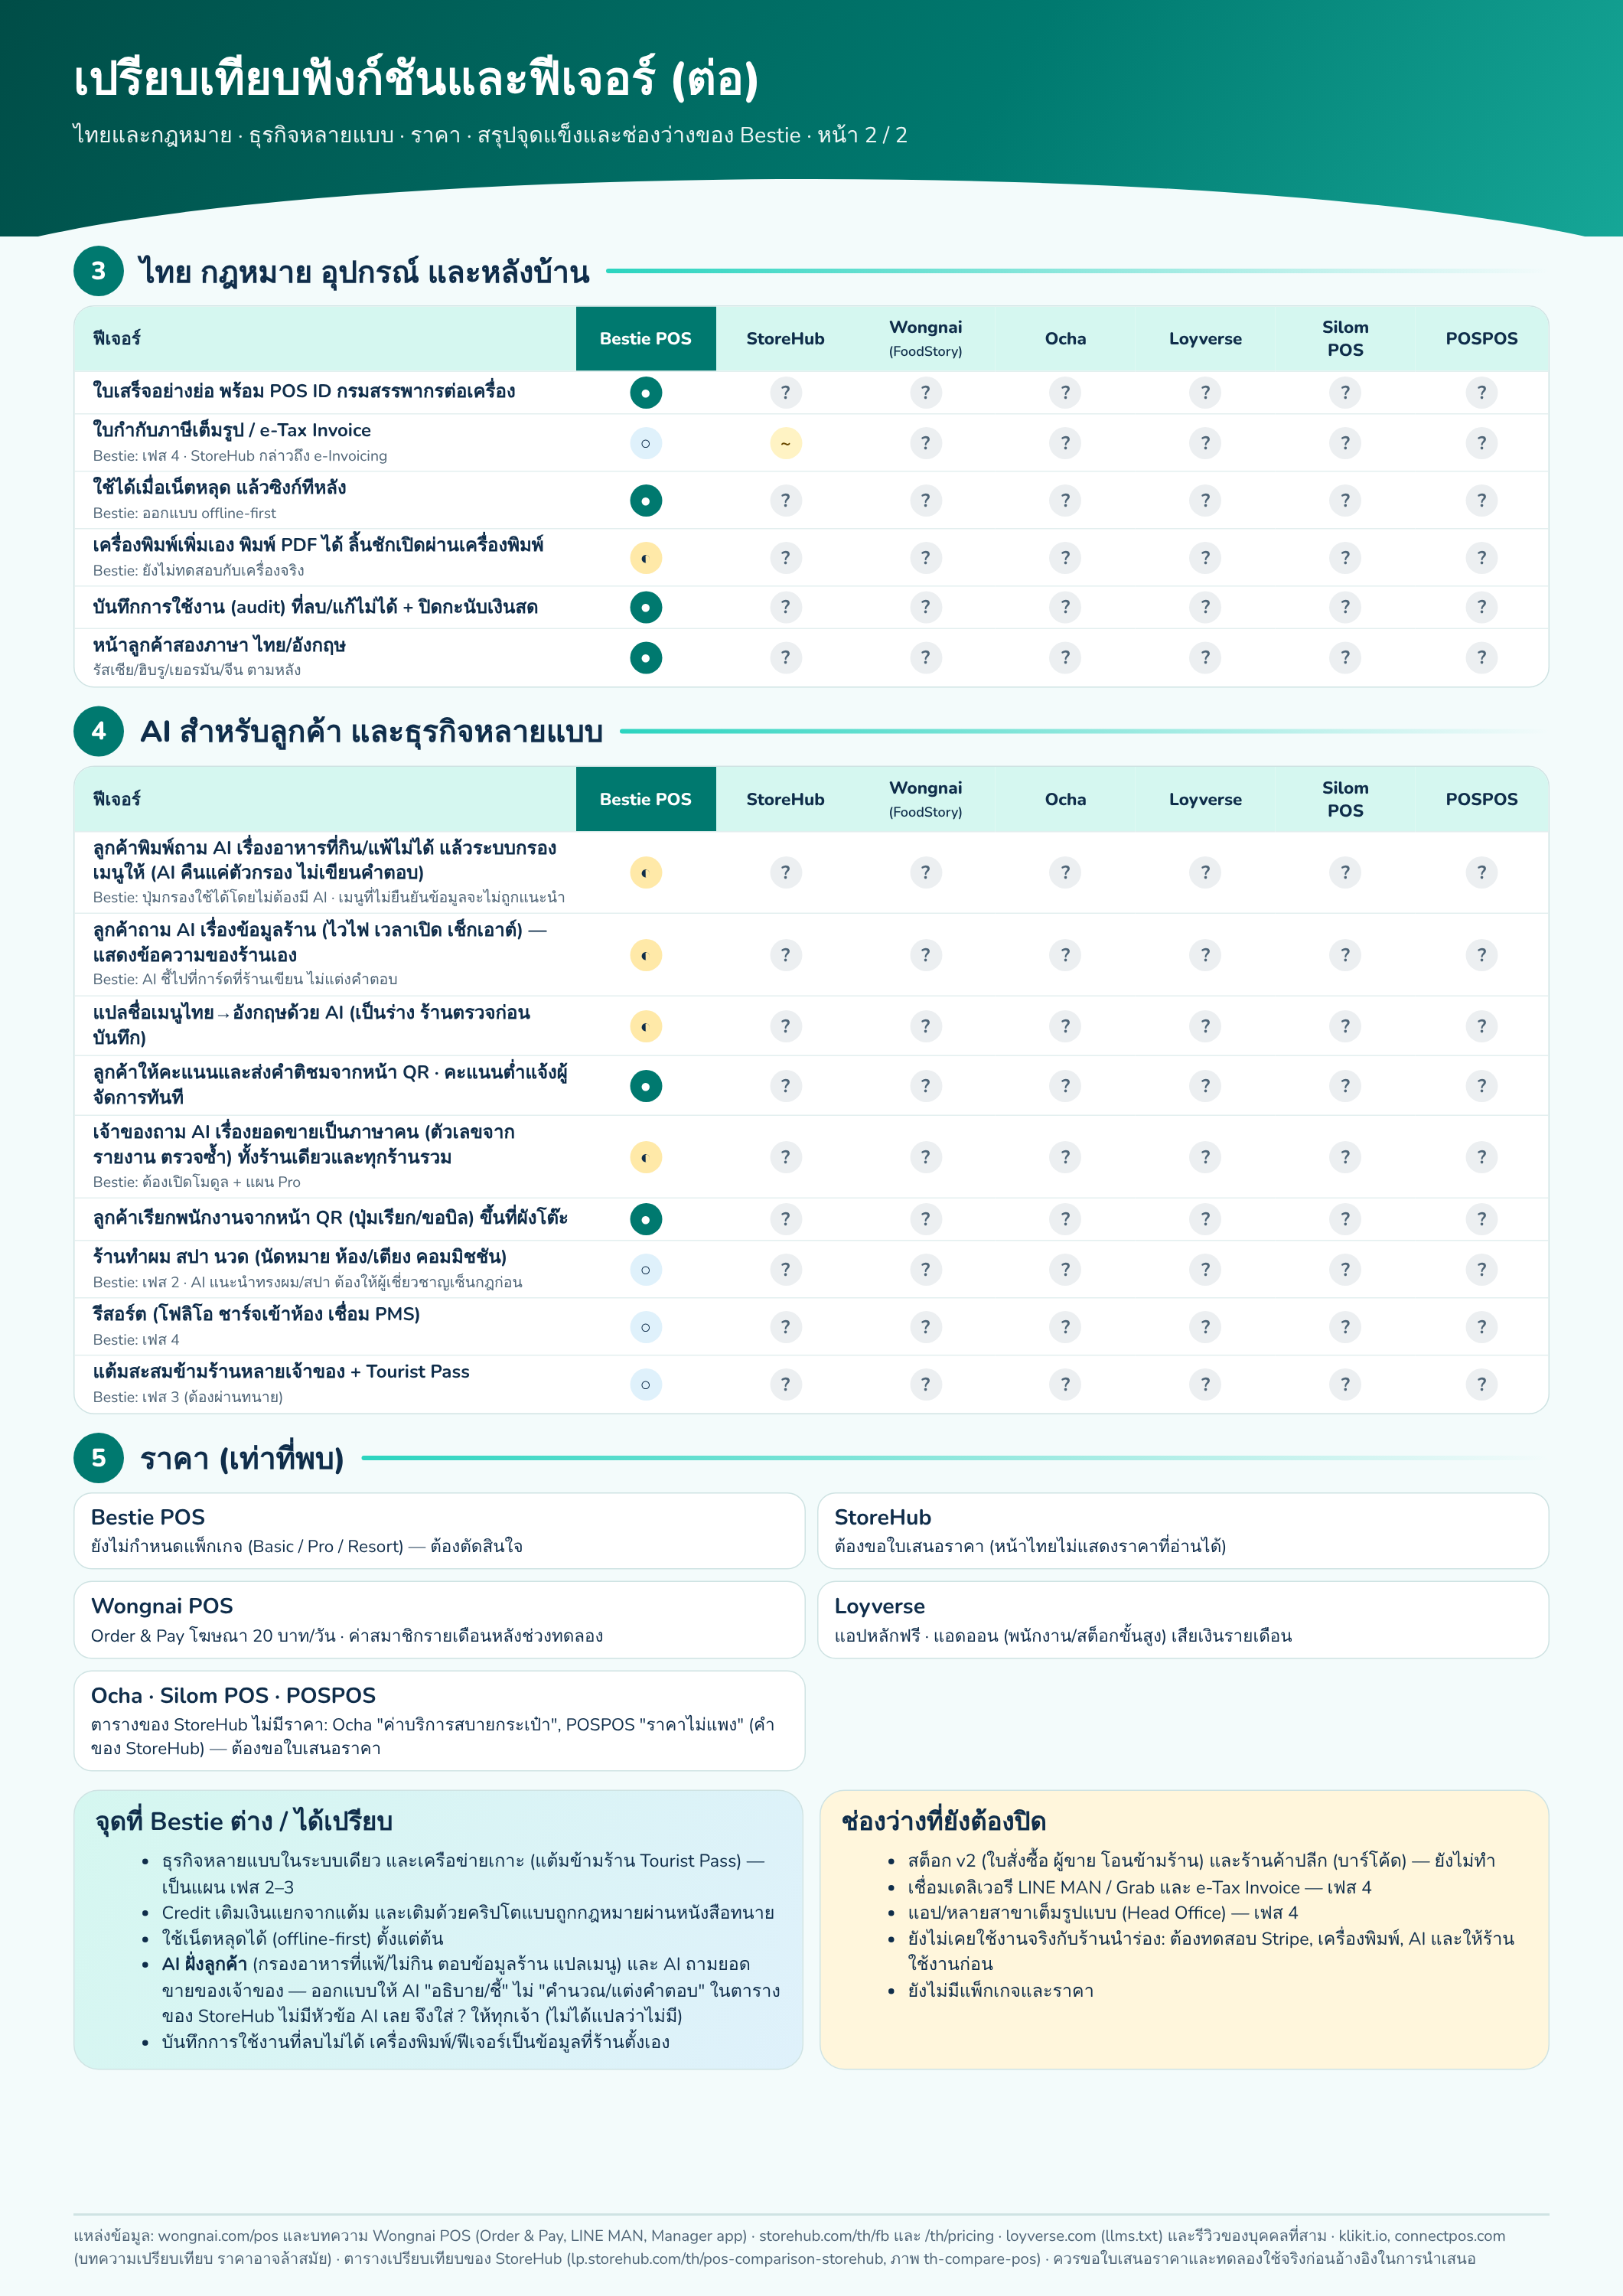 เปรียบเทียบฟังก์ชันและฟีเจอร์ (ต่อ)
ไทยและกฎหมาย · ธุรกิจหลายแบบ · ราคา · สรุปจุดแข็งและช่องว่างของ Bestie · หน้า 2 / 2
3 ไทย กฎหมาย อุปกรณ์ และหลังบ้าน
ฟีเจอร์ Bestie POS StoreHub Wongnai (FoodStory) Ocha Loyverse Silom POS POSPOS
ใบเสร็จอย่างย่อ พร้อม POS ID กรมสรรพากรต่อเครื่อง ● ? ? ? ? ? ?
ใบกำกับภาษีเต็มรูป / e-Tax Invoice ○ ~ ? ? ? ? ?
Bestie: เฟส 4 · StoreHub กล่าวถึง e-Invoicing
ใช้ได้เมื่อเน็ตหลุด แล้วซิงก์ทีหลัง ● ? ? ? ? ? ?
Bestie: ออกแบบ offline-first
เครื่องพิมพ์เพิ่มเอง พิมพ์ PDF ได้ ลิ้นชักเปิดผ่านเครื่องพิมพ์ ◐ ? ? ? ? ? ?
Bestie: ยังไม่ทดสอบกับเครื่องจริง
บันทึกการใช้งาน (audit) ที่ลบ/แก้ไม่ได้ + ปิดกะนับเงินสด ● ? ? ? ? ? ?
หน้าลูกค้าสองภาษา ไทย/อังกฤษ ● ? ? ? ? ? ?
รัสเซีย/ฮิบรู/เยอรมัน/จีน ตามหลัง
4 AI สำหรับลูกค้า และธุรกิจหลายแบบ
ฟีเจอร์ Bestie POS StoreHub Wongnai (FoodStory) Ocha Loyverse Silom POS POSPOS
ลูกค้าพิมพ์ถาม AI เรื่องอาหารที่กิน/แพ้ไม่ได้ แล้วระบบกรอง
เมนูให้ (AI คืนแค่ตัวกรอง ไม่เขียนคำตอบ) ◐ ? ? ? ? ? ?
Bestie: ปุ่มกรองใช้ได้โดยไม่ต้องมี AI · เมนูที่ไม่ยืนยันข้อมูลจะไม่ถูกแนะนำ
ลูกค้าถาม AI เรื่องข้อมูลร้าน (ไวไฟ เวลาเปิด เช็กเอาต์) —
แสดงข้อความของร้านเอง ◐ ? ? ? ? ? ?
Bestie: AI ชี้ไปที่การ์ดที่ร้านเขียน ไม่แต่งคำตอบ
แปลชื่อเมนูไทย→อังกฤษด้วย AI (เป็นร่าง ร้านตรวจก่อน
บันทึก) ◐ ? ? ? ? ? ?
ลูกค้าให้คะแนนและส่งคำติชมจากหน้า QR · คะแนนต่ำแจ้งผู้
จัดการทันที ● ? ? ? ? ? ?
เจ้าของถาม AI เรื่องยอดขายเป็นภาษาคน (ตัวเลขจาก
รายงาน ตรวจซ้ำ) ทั้งร้านเดียวและทุกร้านรวม ◐ ? ? ? ? ? ?
Bestie: ต้องเปิดโมดูล + แผน Pro
ลูกค้าเรียกพนักงานจากหน้า QR (ปุ่มเรียก/ขอบิล) ขึ้นที่ผังโต๊ะ ● ? ? ? ? ? ?
ร้านทำผม สปา นวด (นัดหมาย ห้อง/เตียง คอมมิชชัน) ○ ? ? ? ? ? ?
Bestie: เฟส 2 · AI แนะนำทรงผม/สปา ต้องให้ผู้เชี่ยวชาญเซ็นกฎก่อน
รีสอร์ต (โฟลิโอ ชาร์จเข้าห้อง เชื่อม PMS) ○ ? ? ? ? ? ?
Bestie: เฟส 4
แต้มสะสมข้ามร้านหลายเจ้าของ + Tourist Pass ○ ? ? ? ? ? ?
Bestie: เฟส 3 (ต้องผ่านทนาย)
5 ราคา (เท่าที่พบ)
Bestie POS
ยังไม่กำหนดแพ็กเกจ (Basic / Pro / Resort) — ต้องตัดสินใจ
StoreHub
ต้องขอใบเสนอราคา (หน้าไทยไม่แสดงราคาที่อ่านได้)
Wongnai POS
Order & Pay โฆษณา 20 บาท/วัน · ค่าสมาชิกรายเดือนหลังช่วงทดลอง
Loyverse
แอปหลักฟรี · แอดออน (พนักงาน/สต็อกขั้นสูง) เสียเงินรายเดือน
Ocha · Silom POS · POSPOS
ตารางของ StoreHub ไม่มีราคา: Ocha "ค่าบริการสบายกระเป๋า", POSPOS "ราคาไม่แพง" (คำ
ของ StoreHub) — ต้องขอใบเสนอราคา
จุดที่ Bestie ต่าง / ได้เปรียบ
• ธุรกิจหลายแบบในระบบเดียว และเครือข่ายเกาะ (แต้มข้ามร้าน Tourist Pass) —
เป็นแผน เฟส 2–3
• Credit เติมเงินแยกจากแต้ม และเติมด้วยคริปโตแบบถูกกฎหมายผ่านหนังสือทนาย
• ใช้เน็ตหลุดได้ (offline-first) ตั้งแต่ต้น
• AI ฝั่งลูกค้า (กรองอาหารที่แพ้/ไม่กิน ตอบข้อมูลร้าน แปลเมนู) และ AI ถามยอด
ขายของเจ้าของ — ออกแบบให้ AI "อธิบาย/ชี้" ไม่ "คำนวณ/แต่งคำตอบ" ในตาราง
ของ StoreHub ไม่มีหัวข้อ AI เลย จึงใส่ ? ให้ทุกเจ้า (ไม่ได้แปลว่าไม่มี)
• บันทึกการใช้งานที่ลบไม่ได้ เครื่องพิมพ์/ฟีเจอร์เป็นข้อมูลที่ร้านตั้งเอง
ช่องว่างที่ยังต้องปิด
• สต็อก v2 (ใบสั่งซื้อ ผู้ขาย โอนข้ามร้าน) และร้านค้าปลีก (บาร์โค้ด) — ยังไม่ทำ
• เชื่อมเดลิเวอรี LINE MAN / Grab และ e-Tax Invoice — เฟส 4
• แอป/หลายสาขาเต็มรูปแบบ (Head Office) — เฟส 4
• ยังไม่เคยใช้งานจริงกับร้านนำร่อง: ต้องทดสอบ Stripe, เครื่องพิมพ์, AI และให้ร้าน
ใช้งานก่อน
• ยังไม่มีแพ็กเกจและราคา
แหล่งข้อมูล: wongnai.com/pos และบทความ Wongnai POS (Order & Pay, LINE MAN, Manager app) · storehub.com/th/fb และ /th/pricing · loyverse.com (llms.txt) และรีวิวของบุคคลที่สาม · klikit.io, connectpos.com
(บทความเปรียบเทียบ ราคาอาจล้าสมัย) · ตารางเปรียบเทียบของ StoreHub (lp.storehub.com/th/pos-comparison-storehub, ภาพ th-compare-pos) · ควรขอใบเสนอราคาและทดลองใช้จริงก่อนอ้างอิงในการนำเสนอ